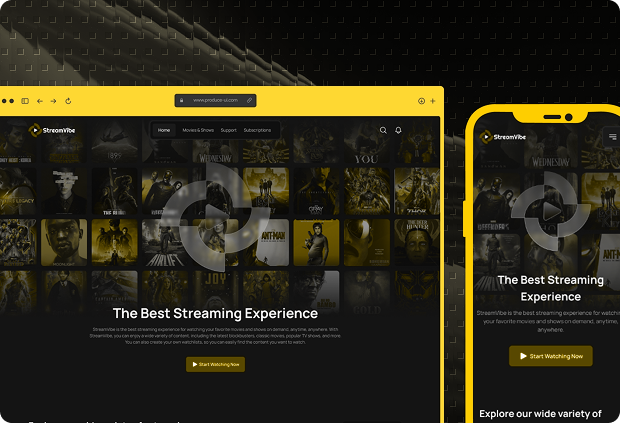 www.produce-ui.com
StreamVibe
Home
Movies & Shows
Support
Subscriptions
1899
WEDNESDAY
YOU
LEGACY
THOR
HUNTER
ANT-MAN
JOY
GOLD
The Best Streaming Experience
StreamVibe is the best streaming experience for watching your favorite movies and shows on demand, anytime, anywhere. With
StreamVibe, you can enjoy a wide variety of content, including the latest blockbusters, classic movies, popular TV shows, and more.
You can also create your own watchlists, so you can easily find the content you want to watch.
Start Watching Now
StreamVibe
WEDNESDAY
ANT-MAN
The Best Streaming
Experience
StreamVibe is the best streaming experience for watching
your favorite movies and shows on demand, anytime,
anywhere.
Start Watching Now
Explore our wide variety of